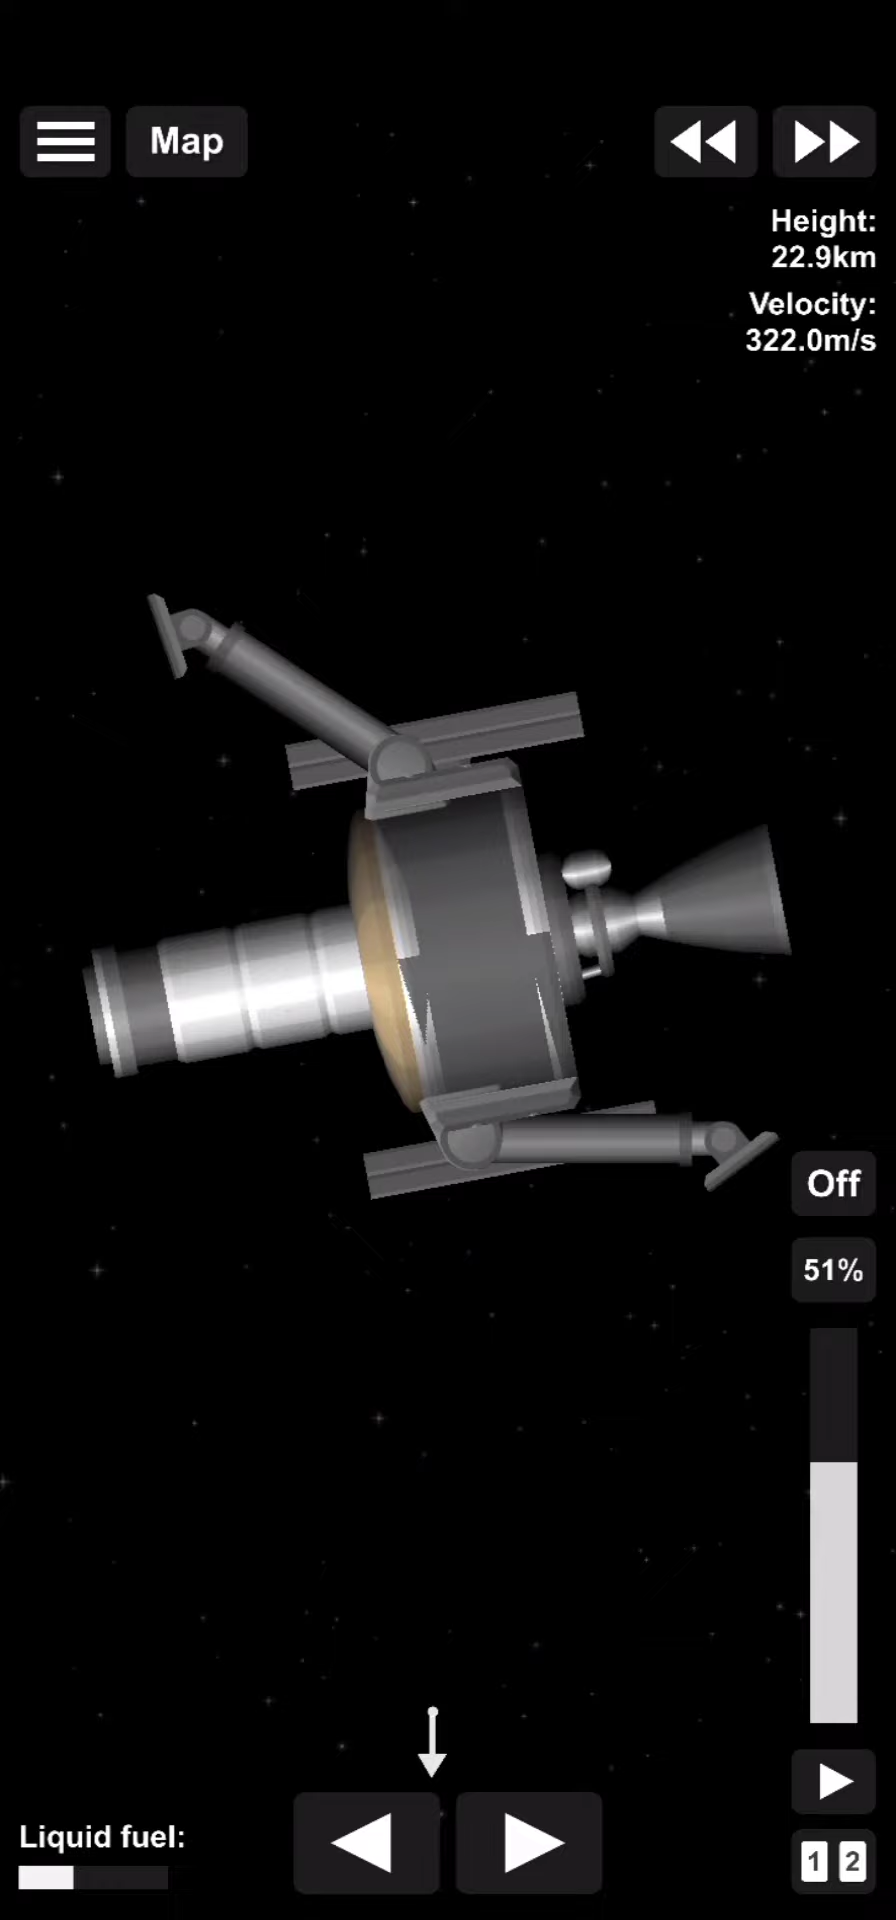 Map
Height:
22.9km
Velocity:
322.0m/s
Off
51%
Liquid fuel:
1 2